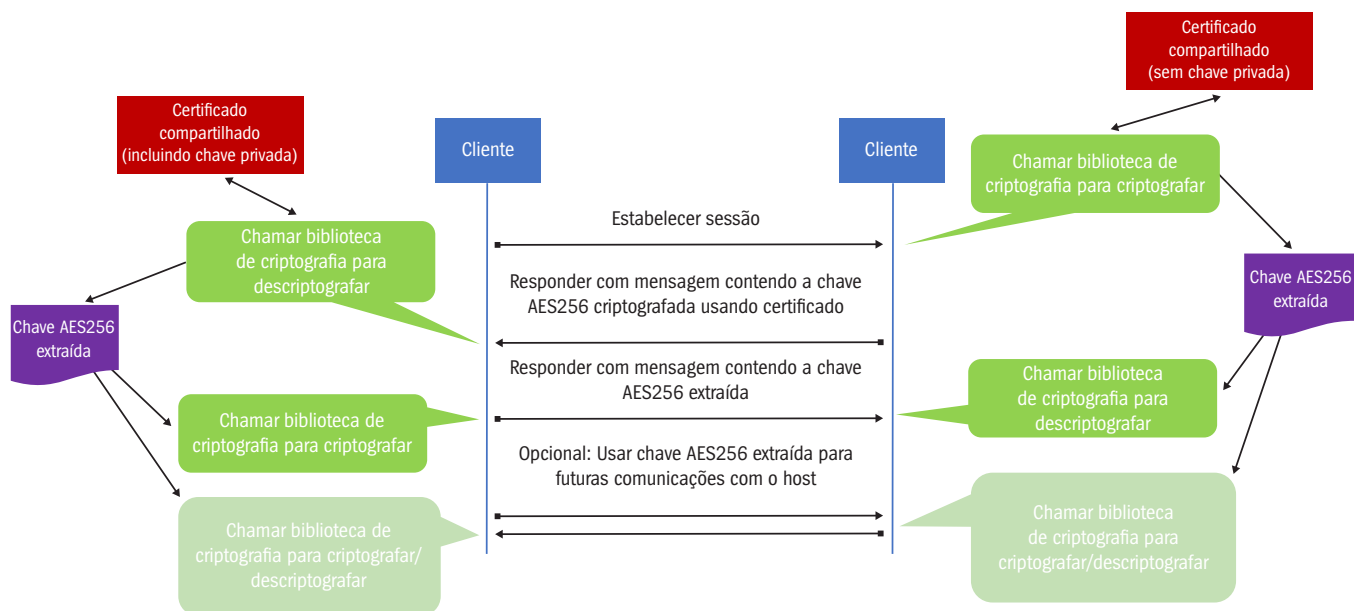 Certificado
compartilhado
(sem chave privada)
Certificado
compartilhado
(incluindo chave privada)
Cliente
Cliente
Chamar biblioteca de
criptografia para criptografar
Estabelecer sessão
Chamar biblioteca
de criptografia para
descriptografar
Responder com mensagem contendo a chave
AES256 criptografada usando certificado
Chave AES256
extraída
Chave AES256
extraída
Responder com mensagem contendo a chave
AES256 extraída
Chamar biblioteca
de criptografia para
descriptografar
Chamar biblioteca de
criptografia para criptografar
Opcional: Usar chave AES256 extraída para
futuras comunicações com o host
Chamar biblioteca de
criptografia para criptografar/
descriptografar
Chamar biblioteca
de criptografia para
criptografar/descriptografar